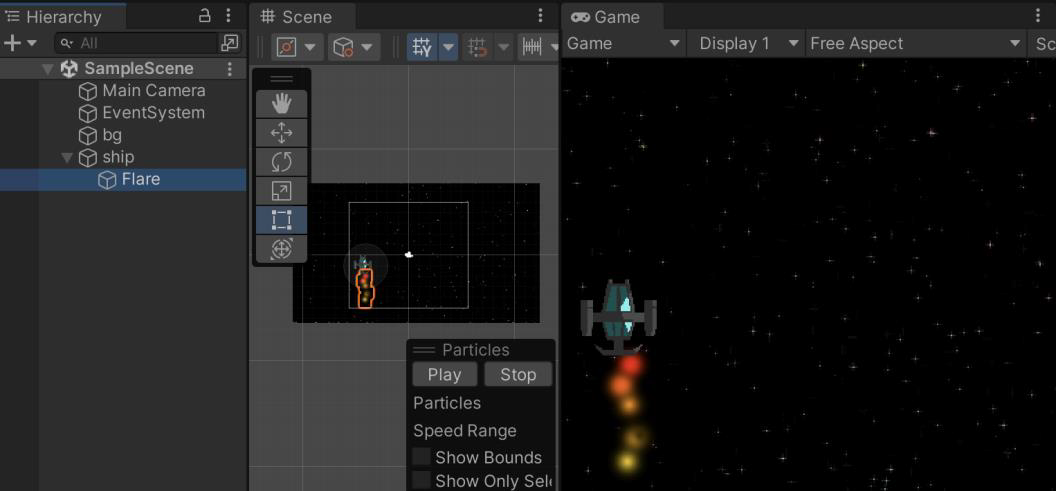 Hierarchy
All
SampleScene
Main Camera
EventSystem
bg
ship
Flare
Scene
Particles
Play Stop
Particles
Speed Range
Show Bounds
Show Only Sel
Game
Game Display 1 Free Aspect Sc